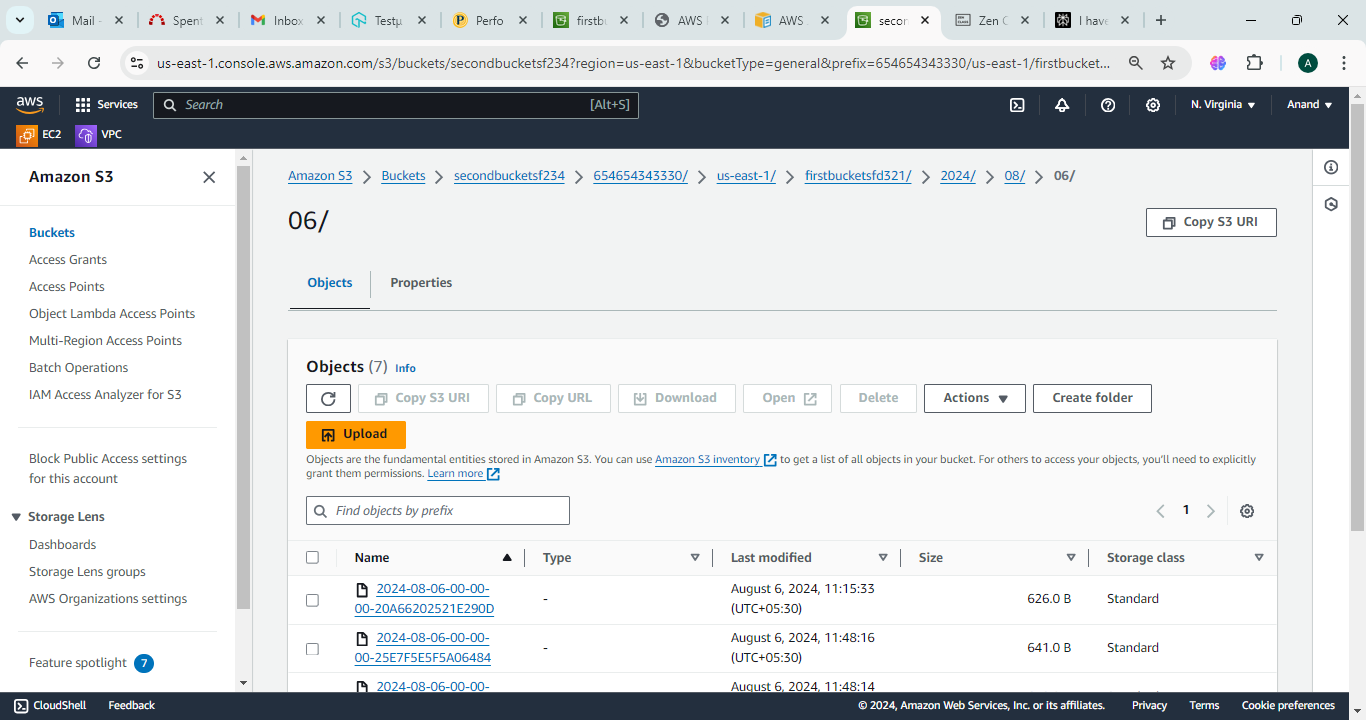 Mail -
Spent
Inbox
Testμ
Perfo
firstb
AWS
AWS
secon
Zen C
I have
us-east-1.console.aws.amazon.com/s3/buckets/secondbucketsf234?region=us-east-1&bucketType=general&prefix=654654343330/us-east-1/firstbucket...
A
aws
Services
Search
[Alt+S]
N. Virginia
Anand
EC2
VPC
Amazon S3
Buckets
Access Grants
Access Points
Object Lambda Access Points
Multi-Region Access Points
Batch Operations
IAM Access Analyzer for S3
Block Public Access settings
for this account
Storage Lens
Dashboards
Storage Lens groups
AWS Organizations settings
Feature spotlight 7
Amazon S3 > Buckets > secondbucketsf234 > 654654343330/ > us-east-1/ > firstbucketsfd321/ > 2024/ > 08/ > 06/
06/
Copy S3 URI
Objects
Properties
Objects (7) Info
Copy S3 URI
Copy URL
Download
Open
Delete
Actions
Create folder
Upload
Objects are the fundamental entities stored in Amazon S3. You can use Amazon S3 inventory to get a list of all objects in your bucket. For others to access your objects, you'll need to explicitly
grant them permissions. Learn more
Find objects by prefix
1
Name
Type
Last modified
Size
Storage class
2024-08-06-00-00-
00-20A66202521E290D
-
August 6, 2024, 11:15:33
(UTC+05:30)
626.0 B
Standard
2024-08-06-00-00-
00-25E7F5E5F5A06484
-
August 6, 2024, 11:48:16
(UTC+05:30)
641.0 B
Standard
2024-08-06-00-00-
August 6, 2024, 11:48:14
CloudShell
Feedback
© 2024, Amazon Web Services, Inc. or its affiliates.
Privacy
Terms
Cookie preferences